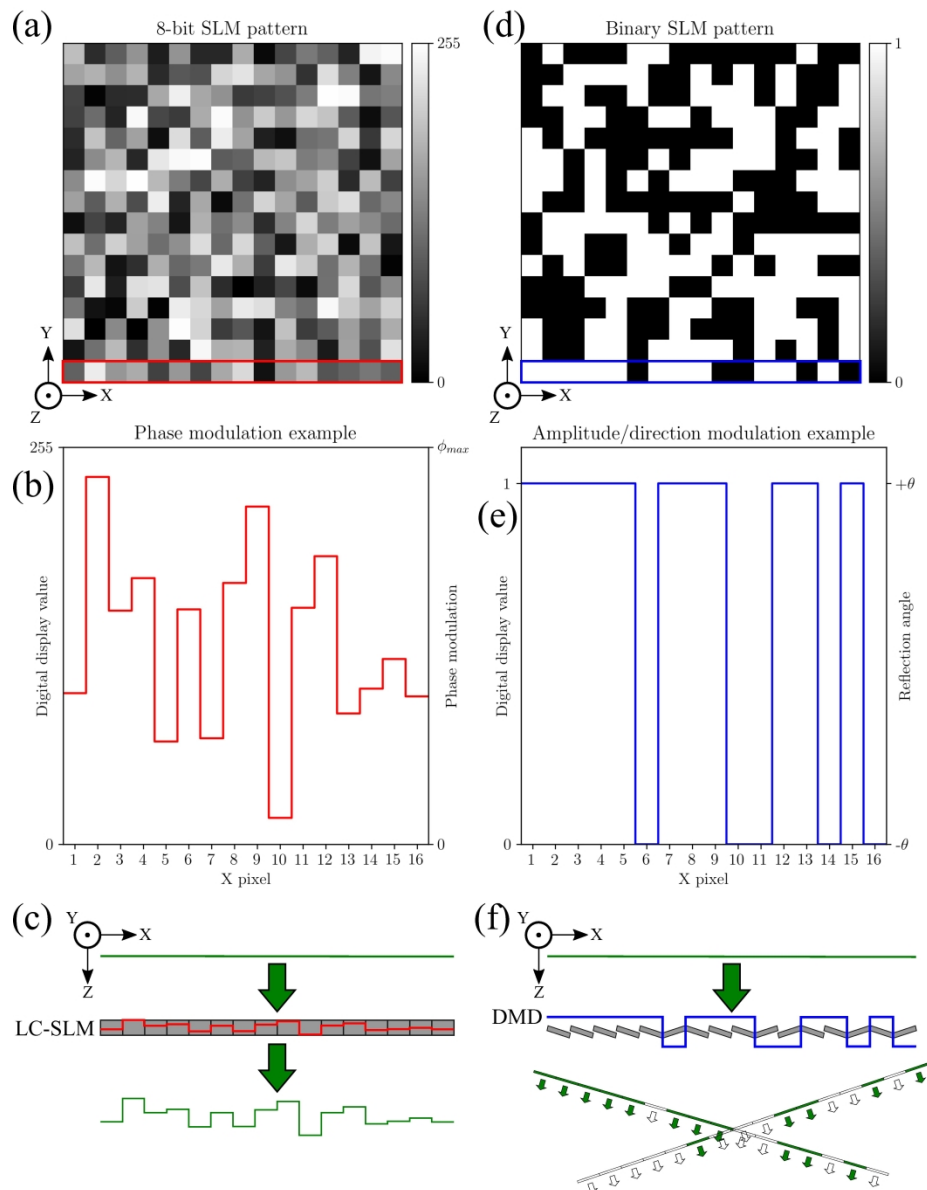 (a)
8-bit SLM pattern
255
0
Y
Z
X
(d)
Binary SLM pattern
1
0
Y
Z
X
Phase modulation example
255
ϕmax
(b)
Digital display value
Phase modulation
0
0
1 2 3 4 5 6 7 8 9 10 11 12 13 14 15 16
X pixel
Amplitude/direction modulation example
1
+θ
(e)
Digital display value
Reflection angle
0
-θ
1 2 3 4 5 6 7 8 9 10 11 12 13 14 15 16
X pixel
(c)
Y
X
Z
LC-SLM
(f)
Y
X
Z
DMD